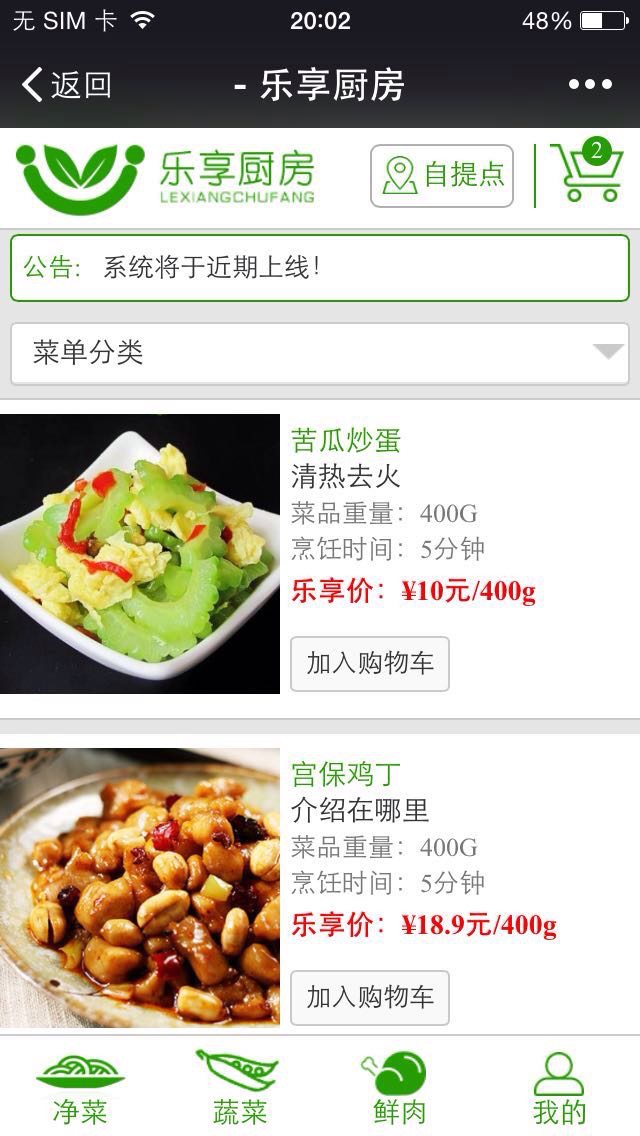 无 SIM 卡
20:02
48%
返回
- 乐享厨房
乐享厨房
LEXIANGCHUFANG
自提点
2
公告： 系统将于近期上线！
菜单分类
苦瓜炒蛋
清热去火
菜品重量：400G
烹饪时间：5分钟
乐享价：¥10元/400g
加入购物车
宫保鸡丁
介绍在哪里
菜品重量：400G
烹饪时间：5分钟
乐享价：¥18.9元/400g
加入购物车
净菜
蔬菜
鲜肉
我的